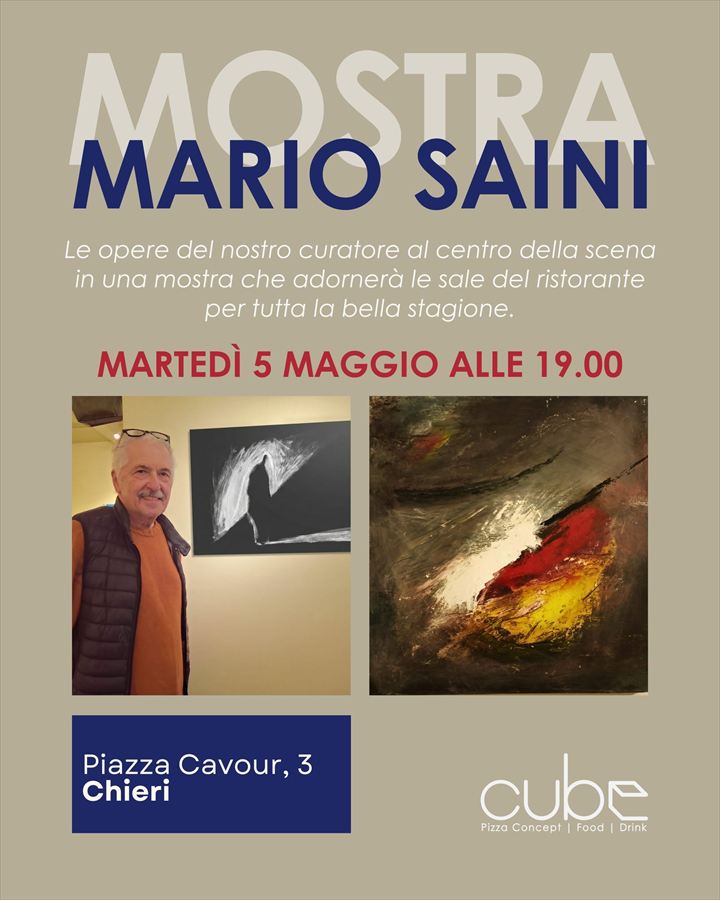 MOSTRA
MARIO SAINI
Le opere del nostro curatore al centro della scena
in una mostra che adornerà le sale del ristorante
per tutta la bella stagione.
MARTEDÌ 5 MAGGIO ALLE 19.00
Piazza Cavour, 3
Chieri
cube
Pizza Concept | Food | Drink